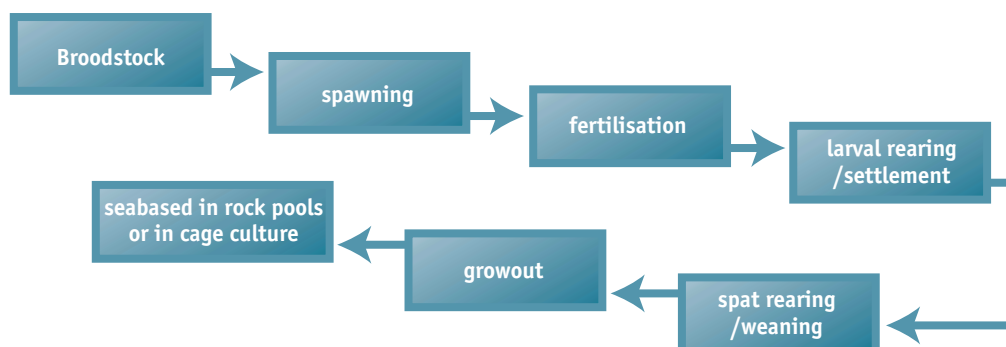 Broodstock
spawning
fertilisation
larval rearing
/settlement
spat rearing
/weaning
growout
seabased in rock pools
or in cage culture